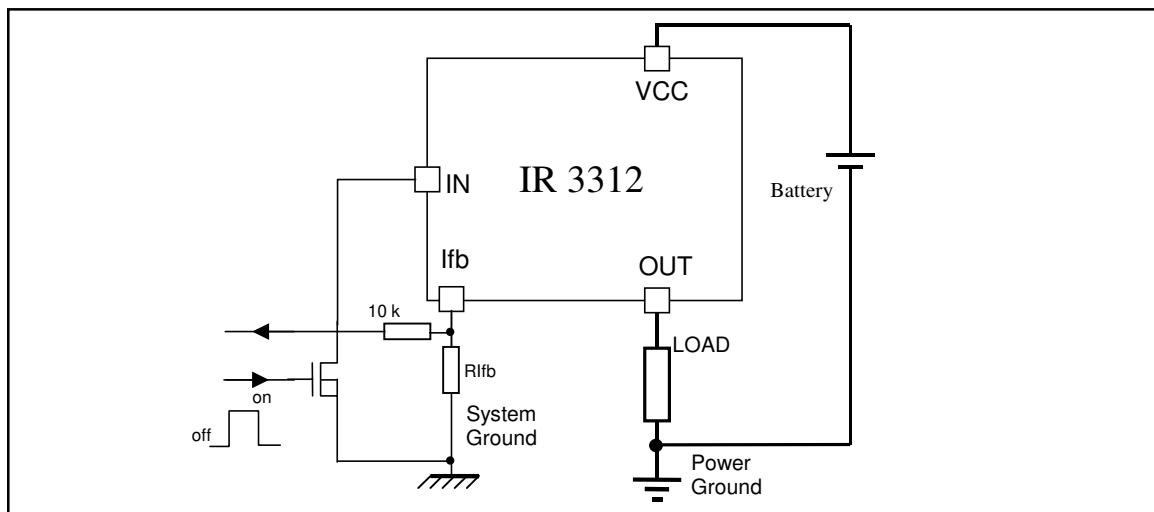 VCC
IN
IR 3312
Battery
Ifb
OUT
10 k
LOAD
RIfb
on
off
System
Ground
Power
Ground